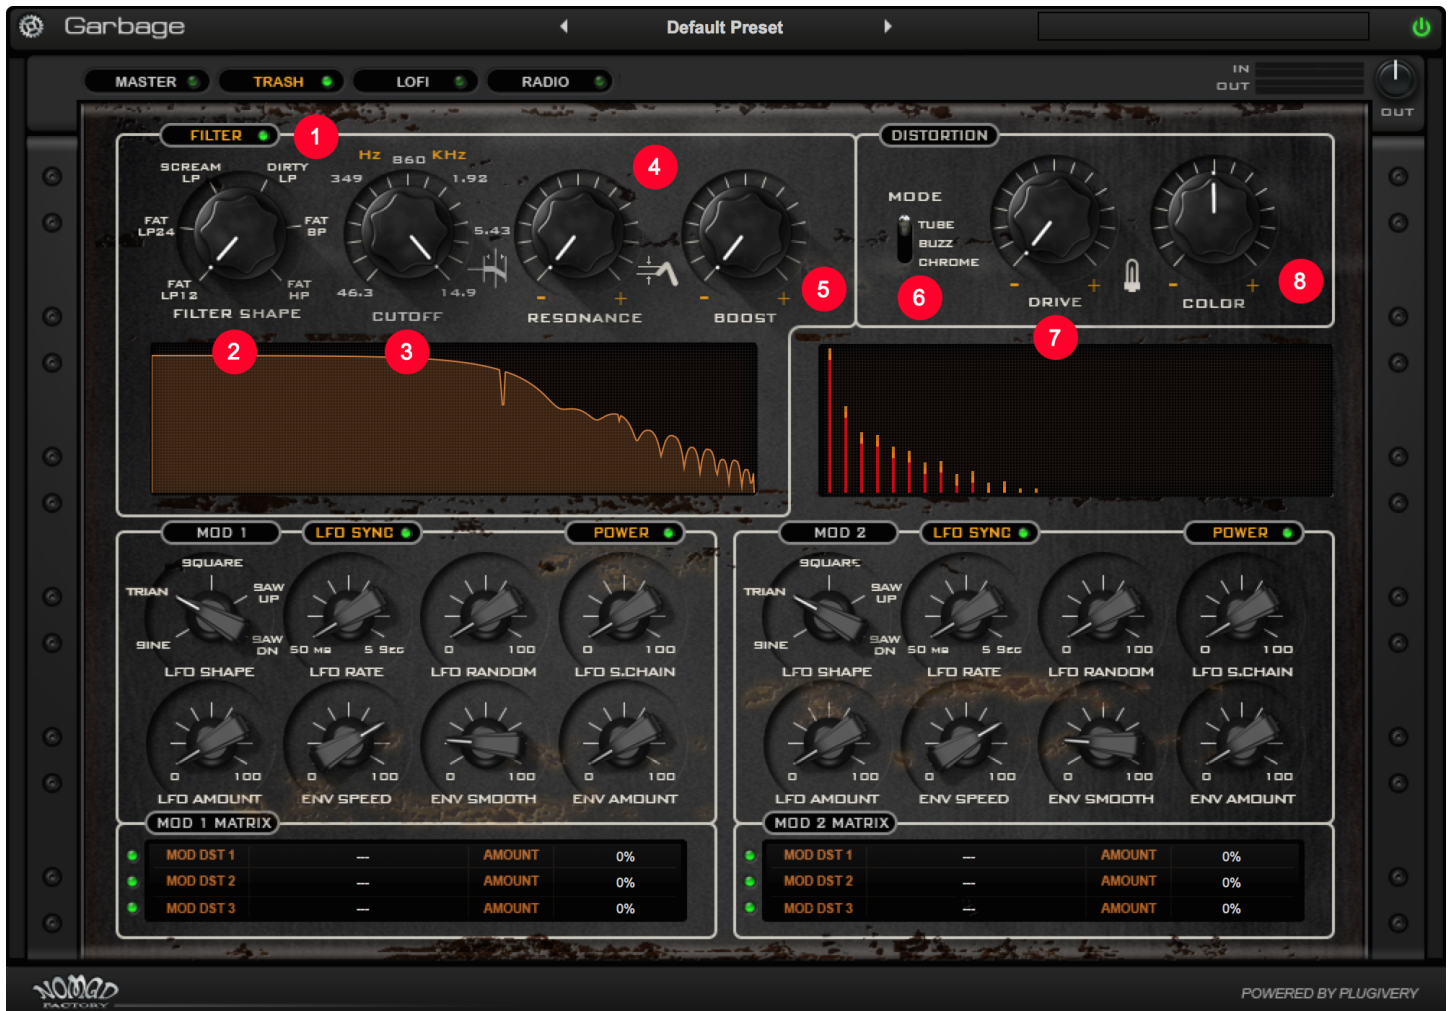 Garbage
Default Preset
MASTER TRASH LOFI RADIO
IN
OUT
OUT
FILTER 1
DISTORTION
Hz 860 KHz
349 1.92
5.43
46.3 14.9
SCREAM LP
DIRTY LP
FAT LP24
FAT BP
FAT LP12
FAT HP
FILTER SHAPE
CUTOFF
4
- +
RESONANCE
- +
BOOST
5
MODE
TUBE
BUZZ
CHROME
6
- +
DRIVE
7
- +
COLOR
8
2
3
MOD 1 LFO SYNC POWER
SQUARE
TRIAN
SAW UP
SINE
SAW DN
50 Ms 5 Sec
0 100
0 100
LFO SHAPE LFO RATE LFO RANDOM LFO S.CHAIN
0 100 0 100 0 100 0 100
LFO AMOUNT ENV SPEED ENV SMOOTH ENV AMOUNT
MOD 2 LFO SYNC POWER
SQUARE
TRIAN
SAW UP
SINE
SAW DN
50 Ms 5 Sec
0 100
0 100
LFO SHAPE LFO RATE LFO RANDOM LFO S.CHAIN
0 100 0 100 0 100 0 100
LFO AMOUNT ENV SPEED ENV SMOOTH ENV AMOUNT
MOD 1 MATRIX
MOD DST 1 --- AMOUNT 0%
MOD DST 2 --- AMOUNT 0%
MOD DST 3 --- AMOUNT 0%
MOD 2 MATRIX
MOD DST 1 --- AMOUNT 0%
MOD DST 2 --- AMOUNT 0%
MOD DST 3 --- AMOUNT 0%
NOMAD
FACTORY
POWERED BY PLUGIVERY